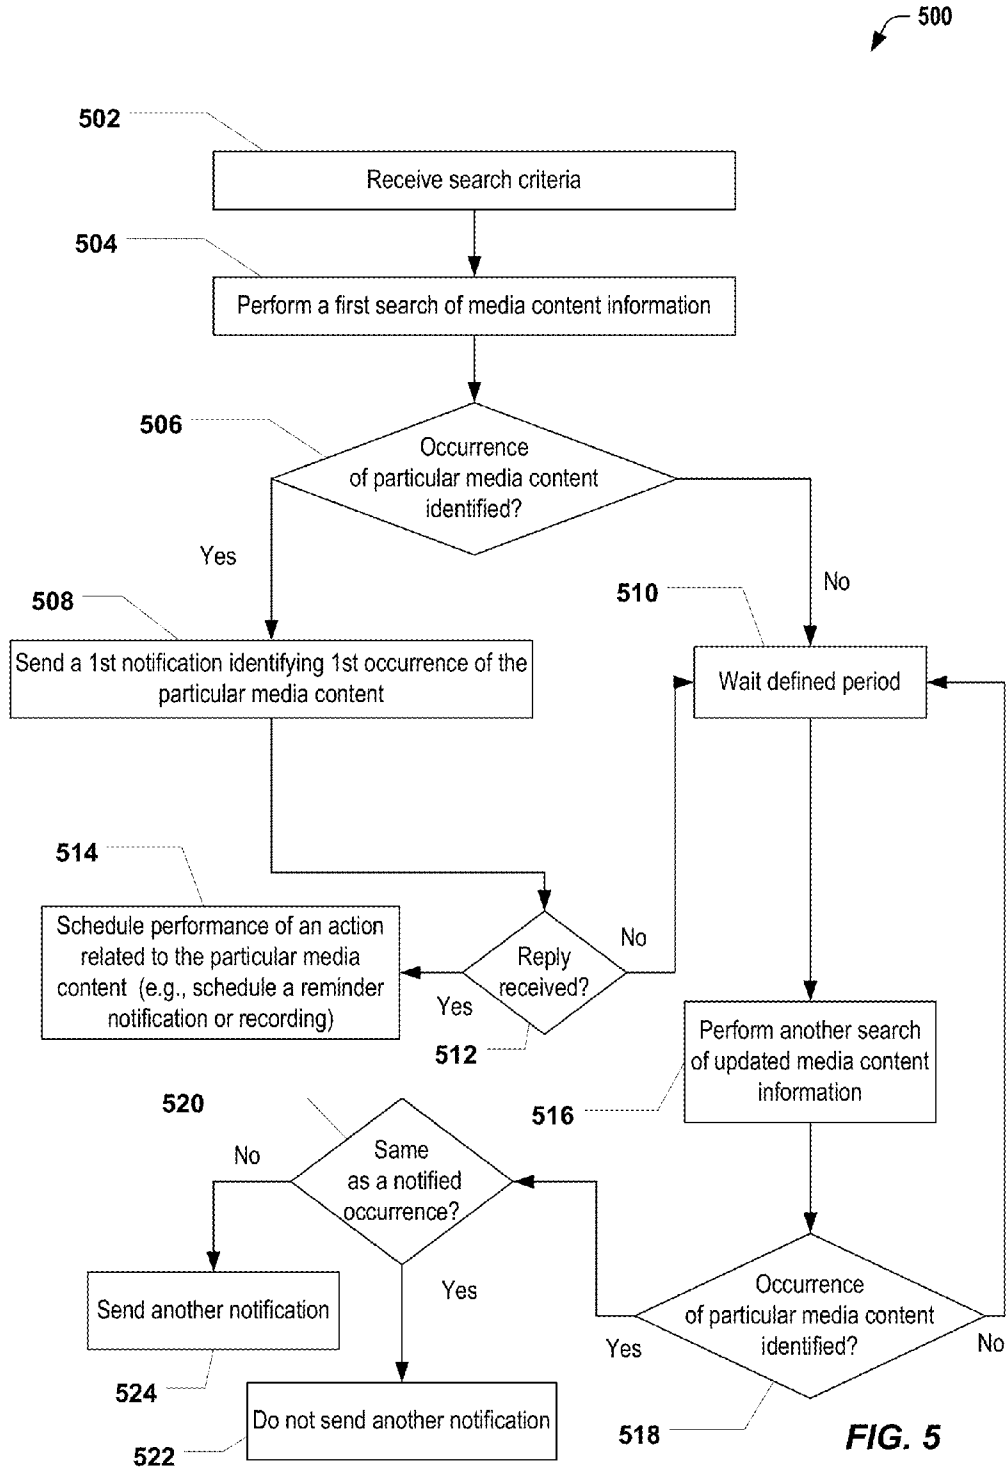 500
502
Receive search criteria
504
Perform a first search of media content information
506
Occurrence
of particular media content
identified?
Yes
No
508
510
Send a 1st notification identifying 1st occurrence of the
particular media content
Wait defined period
514
Schedule performance of an action
related to the particular media
content (e.g., schedule a reminder
notification or recording)
Reply
received?
No
Yes
512
Perform another search
of updated media content
information
516
520
Same
as a notified
occurrence?
No
Yes
Occurrence
of particular media content
identified?
Yes
No
Send another notification
524
Do not send another notification
522
518
FIG. 5